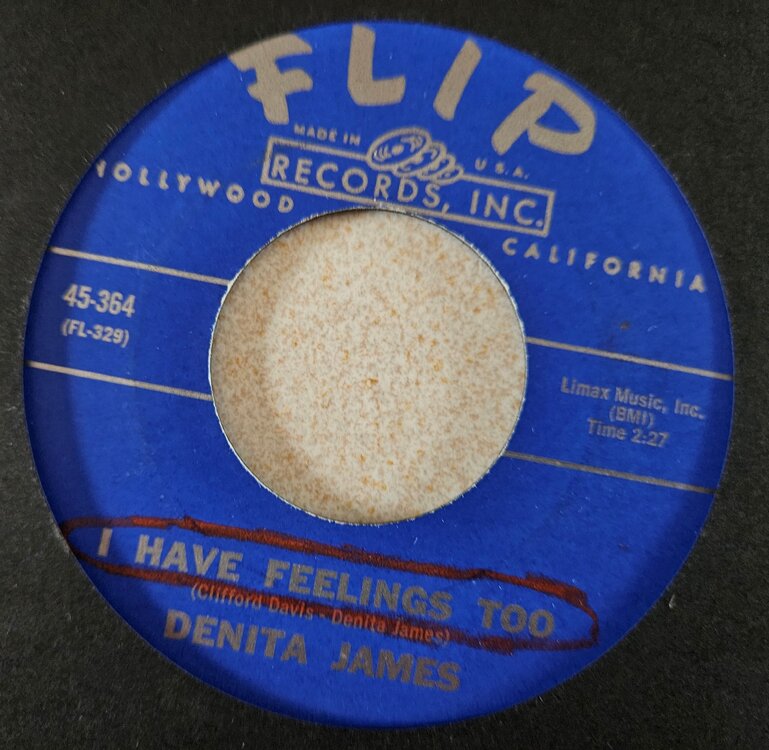 FLIP
MADE IN U.S.A.
RECORDS, INC.
HOLLYWOOD CALIFORNIA
45-364
(FL-329)
Limax Music, Inc.
(BMI)
Time 2:27
I HAVE FEELINGS TOO
(Clifford Davis - Denita James)
DENITA JAMES